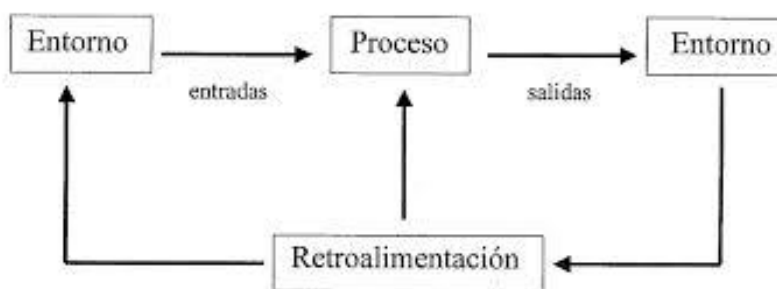 Entorno
Proceso
Entorno
entradas
salidas
Retroalimentación